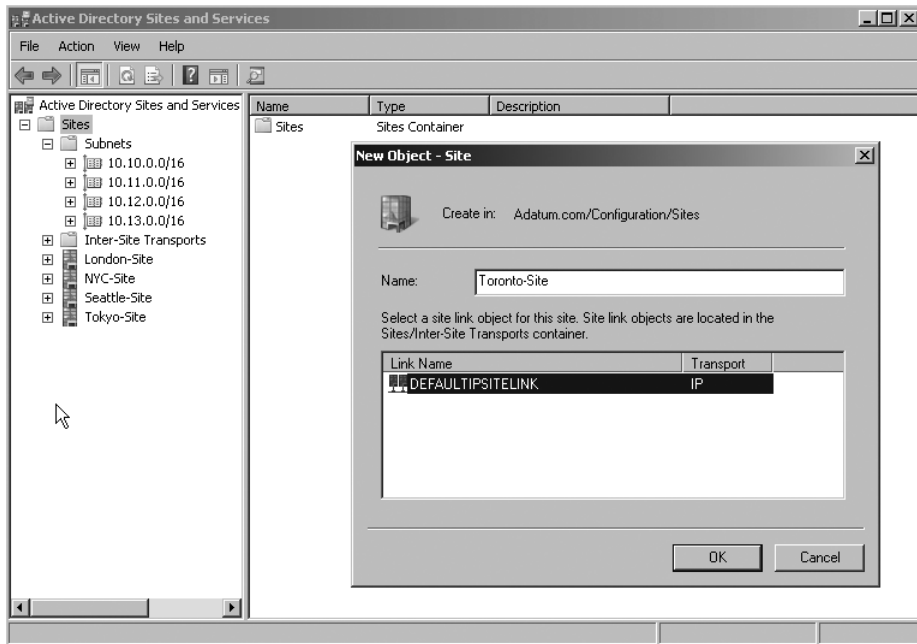 Active Directory Sites and Services
File Action View Help
Active Directory Sites and Services
Sites
Subnets
10.10.0.0/16
10.11.0.0/16
10.12.0.0/16
10.13.0.0/16
Inter-Site Transports
London-Site
NYC-Site
Seattle-Site
Tokyo-Site
Name Type Description
Sites Sites Container
New Object - Site
Create in: Adatum.com/Configuration/Sites
Name: Toronto-Site
Select a site link object for this site. Site link objects are located in the
Sites/Inter-Site Transports container.
Link Name Transport
DEFAULTIPSITELINK IP
OK Cancel